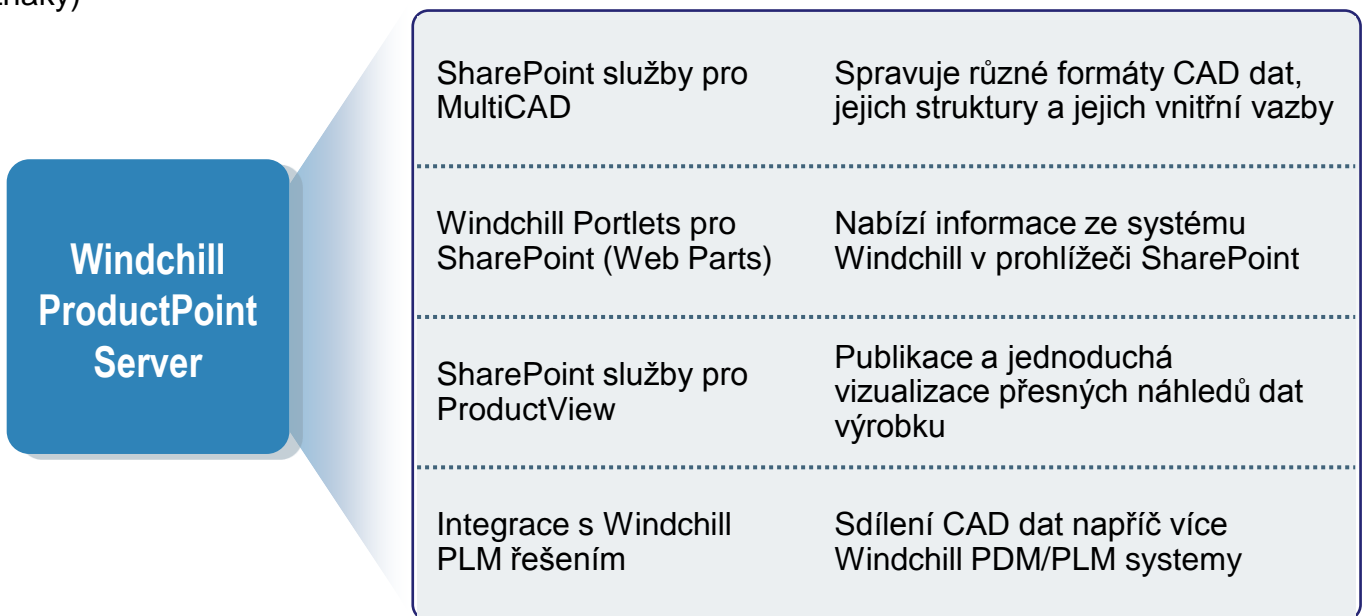 Windchill
ProductPoint
Server
SharePoint služby pro
MultiCAD
Spravuje různé formáty CAD dat,
jejich struktury a jejich vnitřní vazby
Windchill Portlets pro
SharePoint (Web Parts)
Nabízí informace ze systému
Windchill v prohlížeči SharePoint
SharePoint služby pro
ProductView
Publikace a jednoduchá
vizualizace přesných náhledů dat
výrobku
Integrace s Windchill
PLM řešením
Sdílení CAD dat napříč více
Windchill PDM/PLM systemy